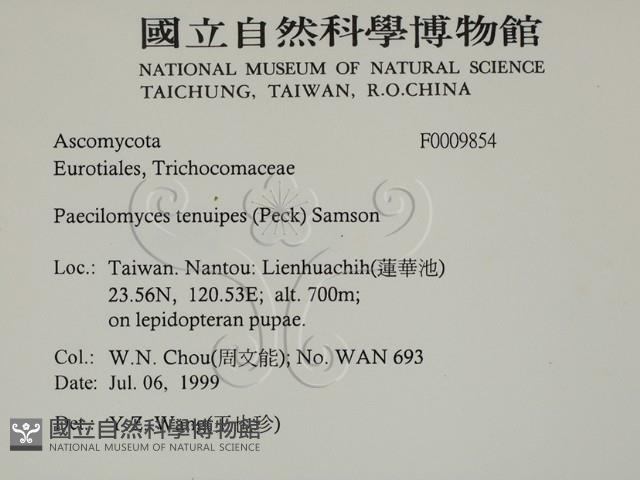 國立自然科學博物館
NATIONAL MUSEUM OF NATURAL SCIENCE
TAICHUNG, TAIWAN, R.O.CHINA
Ascomycota F0009854
Eurotiales, Trichocomaceae
Paecilomyces tenuipes (Peck) Samson
Loc.: Taiwan. Nantou: Lienhuachih(蓮華池)
23.56N, 120.53E; alt. 700m;
on lepidopteran pupae.
Col.: W.N. Chou(周文能); No. WAN 693
Date: Jul. 06, 1999
Det.: Y.Z. Wang
國立自然科學博物館
NATIONAL MUSEUM OF NATURAL SCIENCE